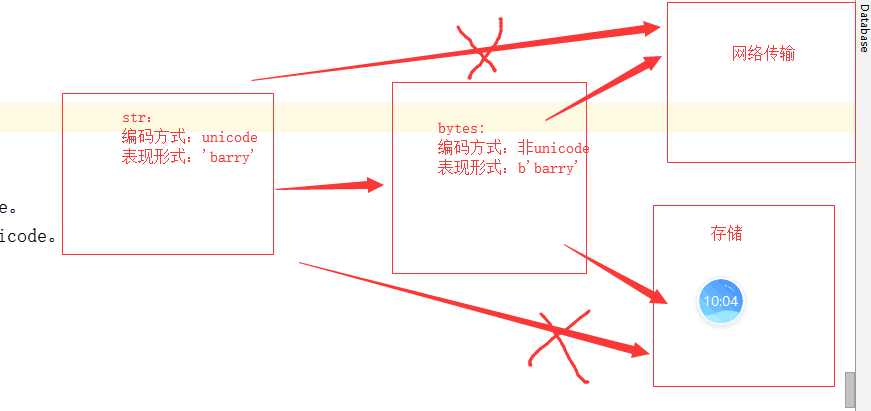 Database
网络传输
str:
编码方式：unicode
表现形式：'barry'
bytes:
编码方式：非unicode
表现形式：b'barry'
e。
icode。
存储
10:04